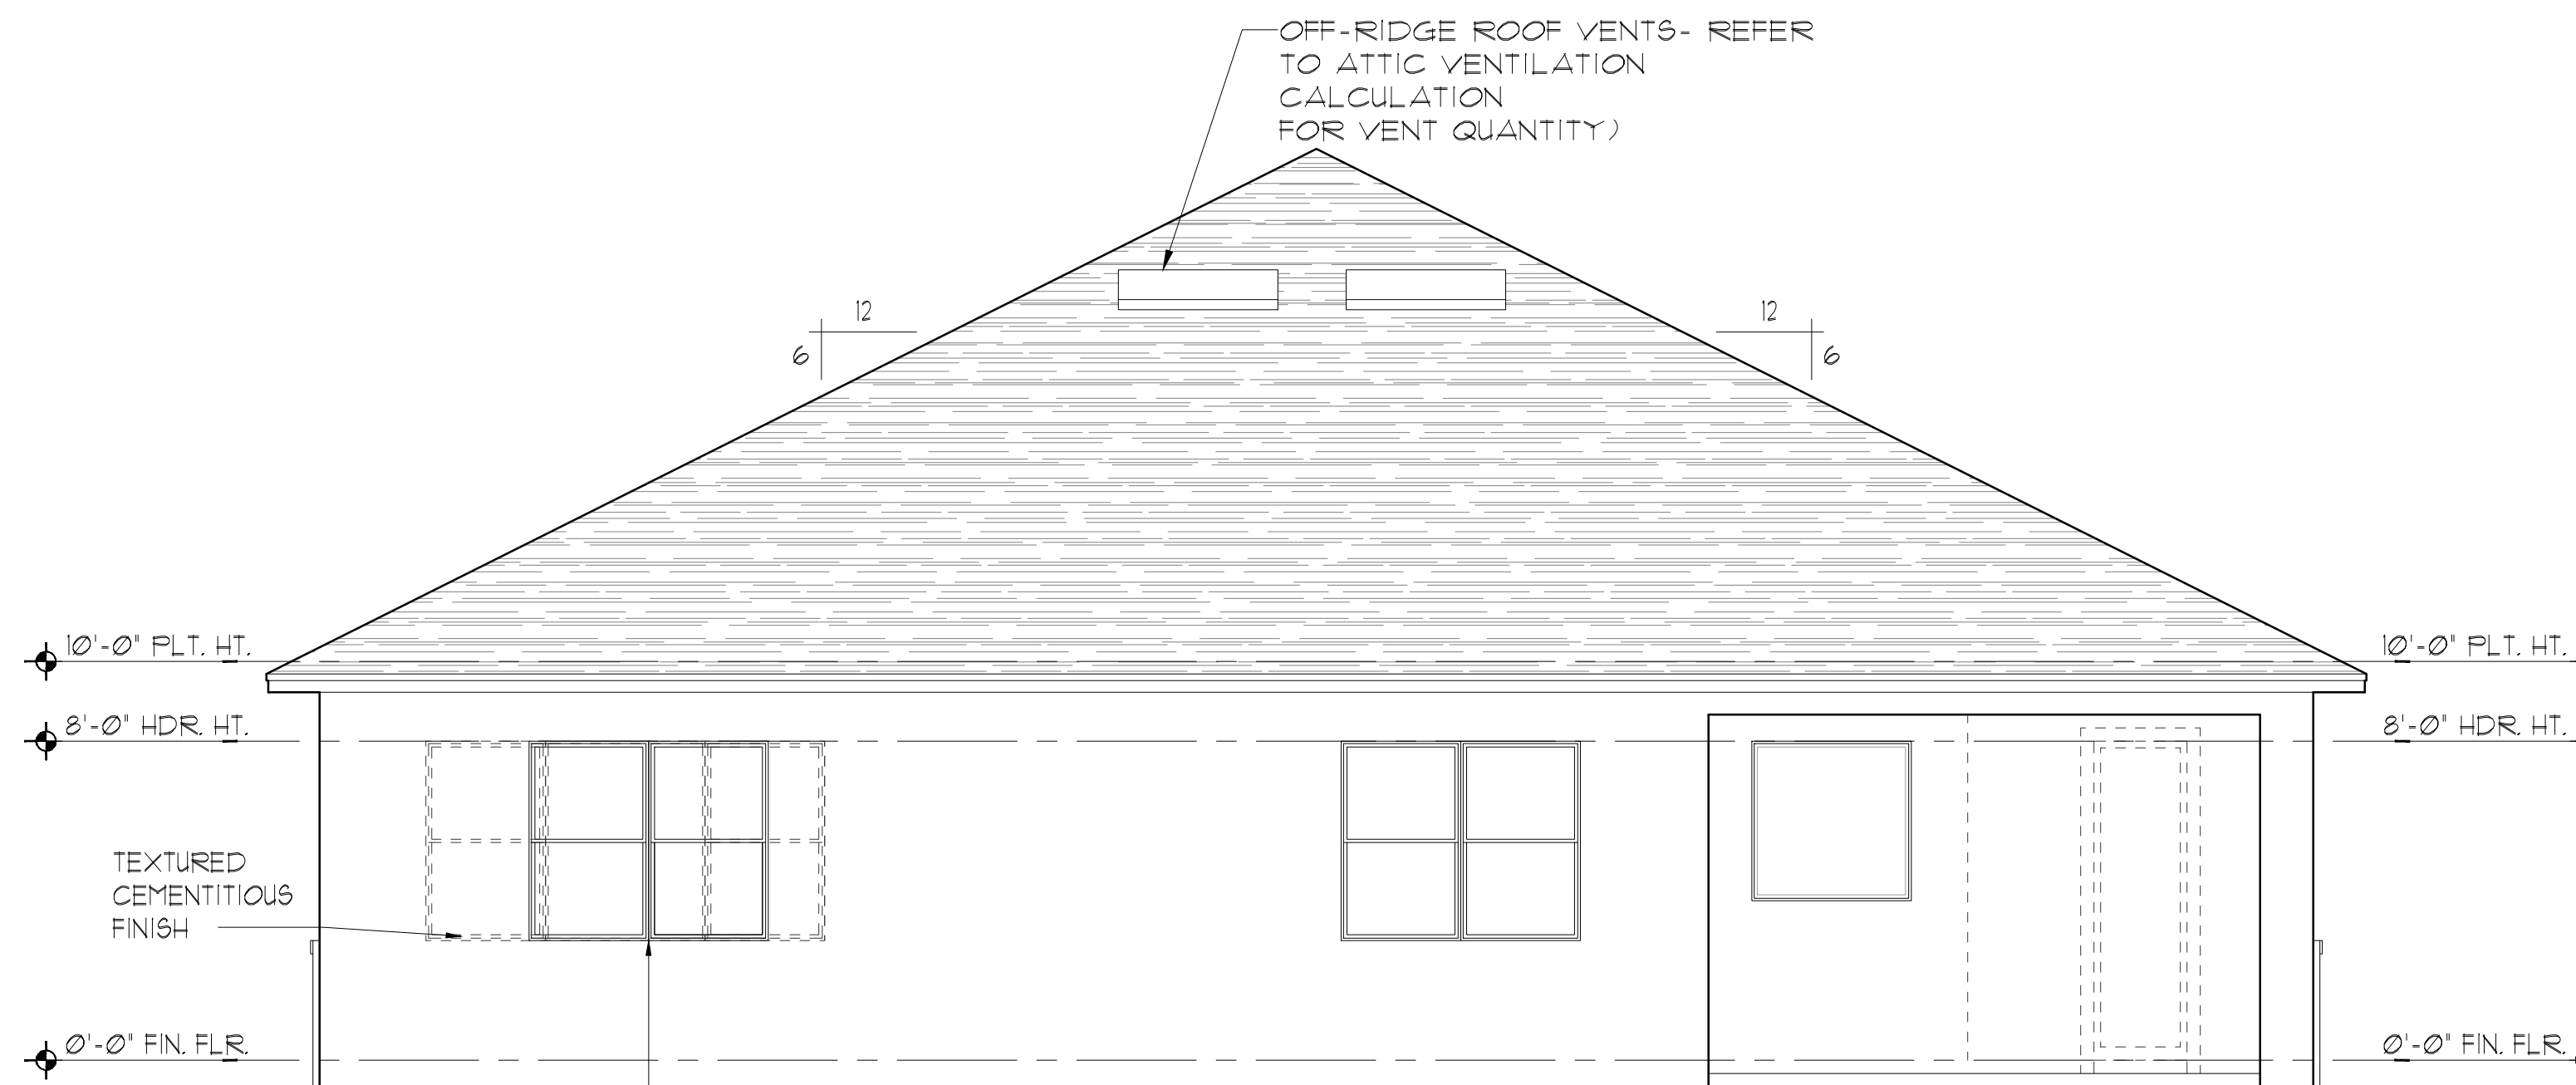 OFF-RIDGE ROOF VENTS- REFER
TO ATTIC VENTILATION
CALCULATION
FOR VENT QUANTITY)
12
6
12
6
10'-0" PLT. HT.
10'-0" PLT. HT.
8'-0" HDR. HT.
8'-0" HDR. HT.
TEXTURED
CEMENTITIOUS
FINISH
0'-0" FIN. FLR.
0'-0" FIN. FLR.